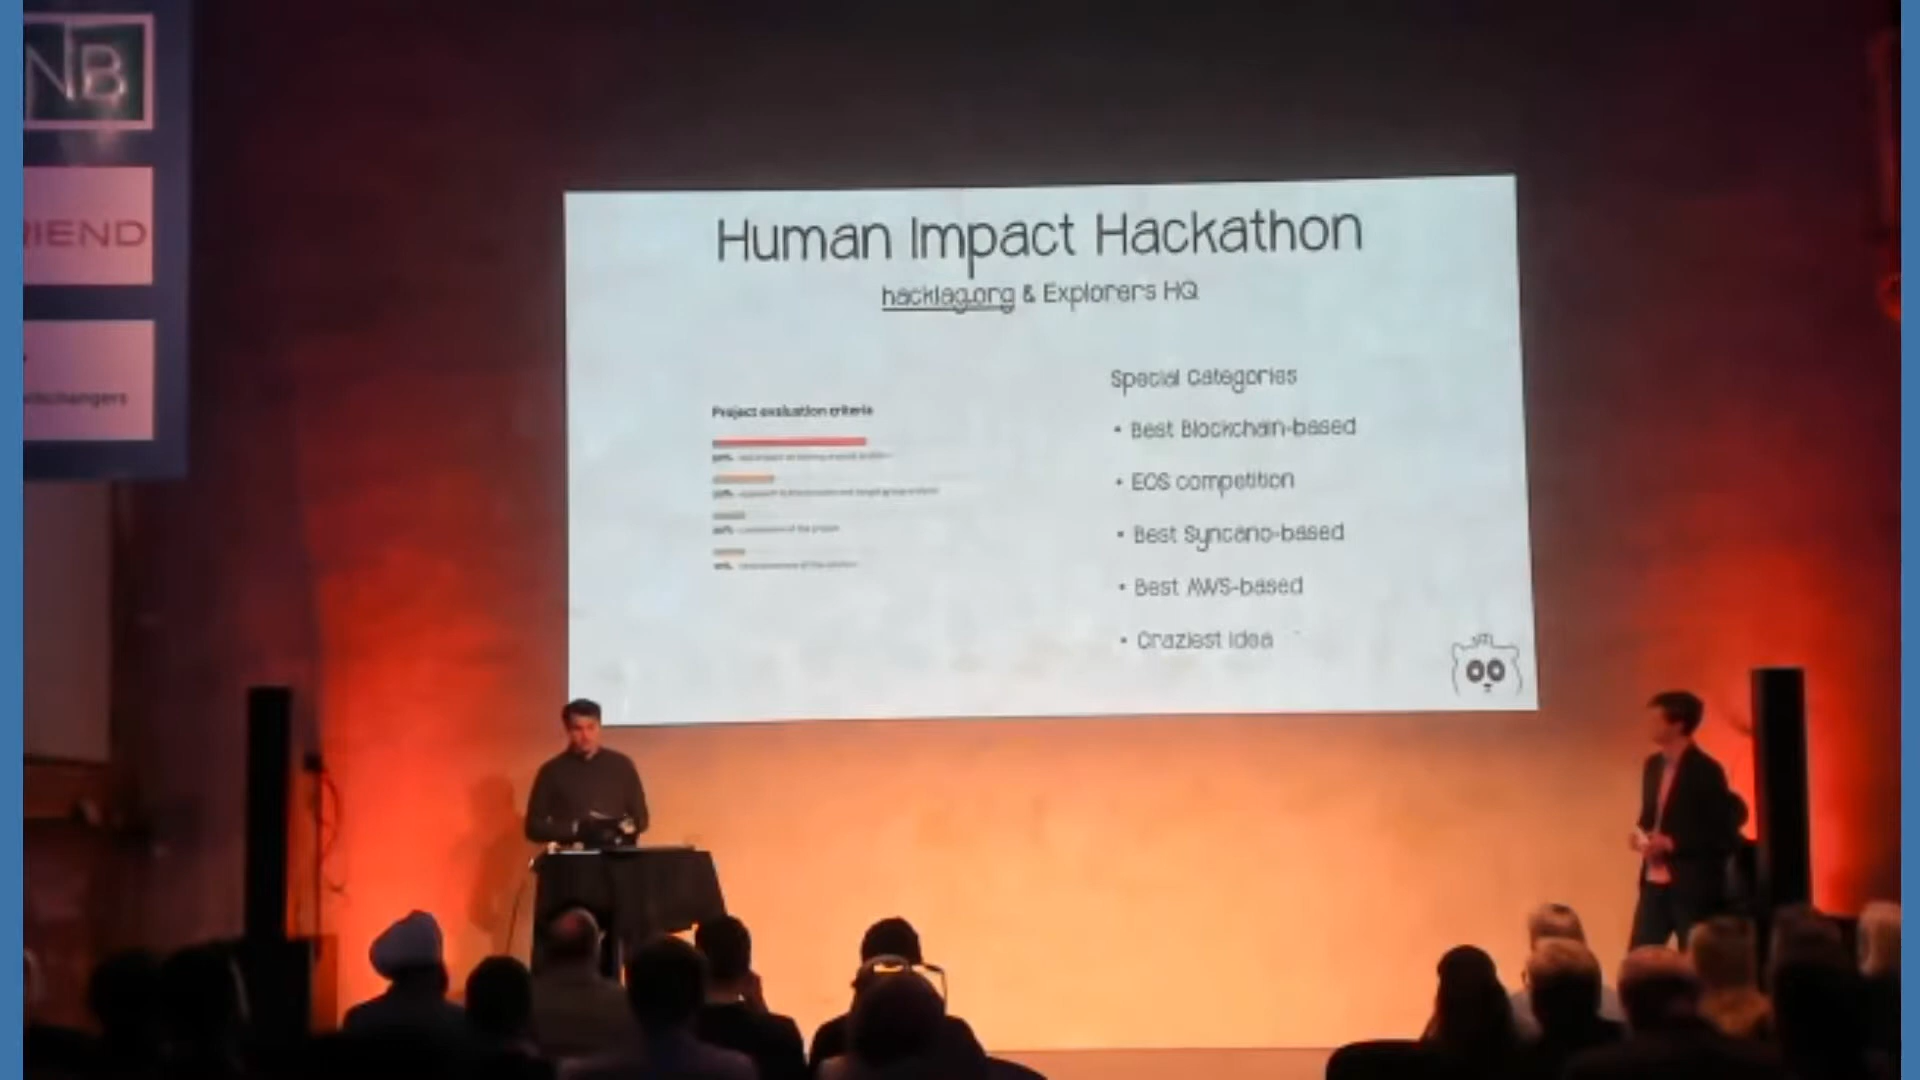 NB
RIEND
Human Impact Hackathon
hacklag.org & Explorers HQ
Special Categories
Project evaluation criteria
• Best Blockchain-based
• EOS competition
• Best Syncano-based
• Best AWS-based
• Craziest idea